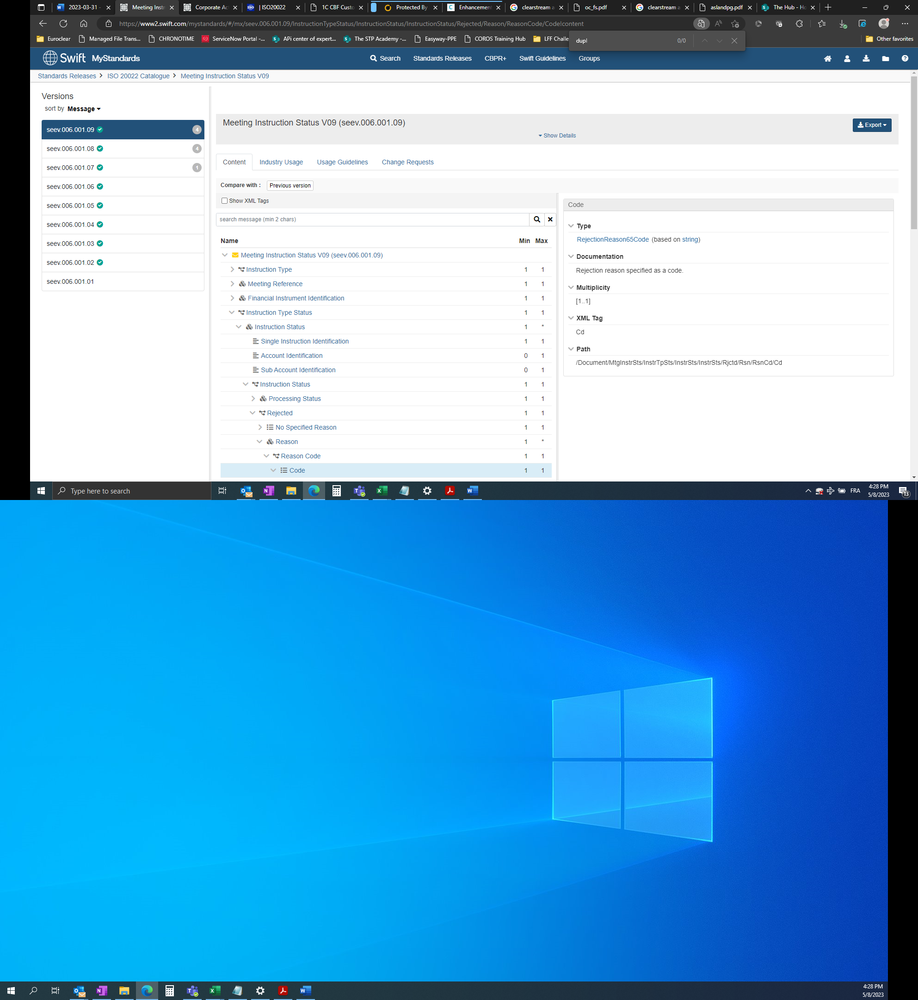 2023-03-31 -
Meeting Instr
Corporate Ac
ISO | ISO20022
1C CBF Custo
Protected By
C Enhancement
clearstream a
oc_fs.pdf
clearstream a
aslandpg.pdf
The Hub - Ho
https://www2.swift.com/mystandards/#/mx/seev.006.001.09/InstructionTypeStatus/InstructionStatus/InstructionStatus/Rejected/Reason/ReasonCode/Code!content
Euroclear
Managed File Trans...
CHRONOTIME
ServiceNow Portal -...
APi center of expert...
The STP Academy -...
Easyway-PPE
COROS Training Hub
LFF Challe
Other favorites
dupl 0/0
Swift MyStandards
Search Standards Releases CBPR+ Swift Guidelines Groups
Standards Releases > ISO 20022 Catalogue > Meeting Instruction Status V09
Versions
sort by Message
seev.006.001.09 4
seev.006.001.08 4
seev.006.001.07 1
seev.006.001.06
seev.006.001.05
seev.006.001.04
seev.006.001.03
seev.006.001.02
seev.006.001.01
Meeting Instruction Status V09 (seev.006.001.09)
Export
Show Details
Content Industry Usage Usage Guidelines Change Requests
Compare with : Previous version
Show XML Tags
search message (min 2 chars)
Name Min Max
Meeting Instruction Status V09 (seev.006.001.09)
Instruction Type 1 1
Meeting Reference 1 1
Financial Instrument Identification 1 1
Instruction Type Status 1 1
Instruction Status 1 *
Single Instruction Identification 1 1
Account Identification 0 1
Sub Account Identification 0 1
Instruction Status 1 1
Processing Status 1 1
Rejected 1 1
No Specified Reason 1 1
Reason 1 *
Reason Code 1 1
Code 1 1
Code
Type
RejectionReason65Code (based on string)
Documentation
Rejection reason specified as a code.
Multiplicity
[1..1]
XML Tag
Cd
Path
/Document/MtgInstrSts/InstrTpSts/InstrSts/InstrSts/Rjctd/Rsn/RsnCd/Cd
Type here to search
FRA
4:28 PM
5/8/2023
13
4:28 PM
5/8/2023